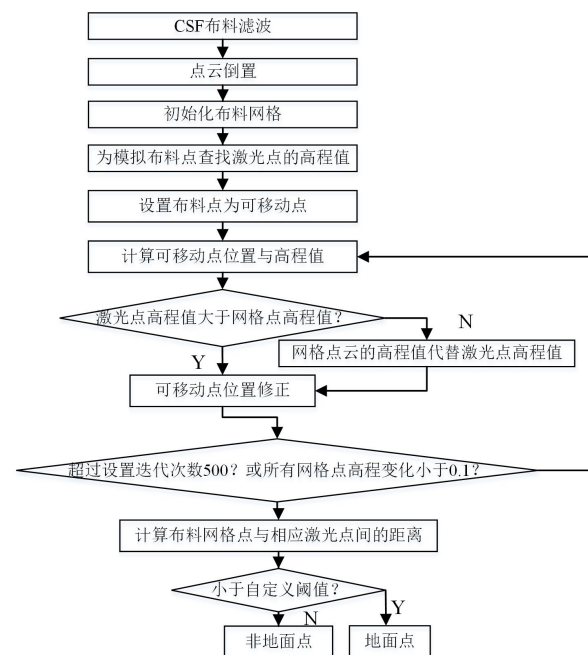 CSF布料滤波
点云倒置
初始化布料网格
为模拟布料点查找激光点的高程值
设置布料点为可移动点
计算可移动点位置与高程值
激光点高程值大于网格点高程值?
N
网格点云的高程值代替激光点高程值
Y
可移动点位置修正
超过设置迭代次数500?或所有网格点高程变化小于0.1?
计算布料网格点与相应激光点间的距离
小于自定义阈值?
N
Y
非地面点
地面点